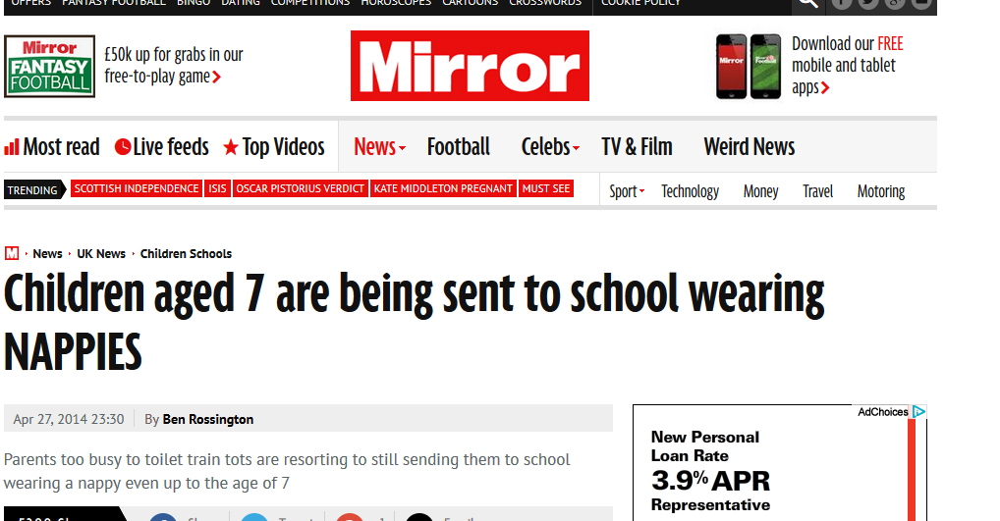 OFFERS FANTASY FOOTBALL BINGO DATING COMPETITIONS HOROSCOPES CARTOONS CROSSWORDS COOKIE POLICY
Mirror
FANTASY
FOOTBALL
£50k up for grabs in our
free-to-play game
Mirror
Download our FREE
mobile and tablet
apps
Most read Live feeds Top Videos News Football Celebs TV & Film Weird News
TRENDING SCOTTISH INDEPENDENCE ISIS OSCAR PISTORIUS VERDICT KATE MIDDLETON PREGNANT MUST SEE Sport Technology Money Travel Motoring
M News UK News Children Schools
Children aged 7 are being sent to school wearing
NAPPIES
Apr 27, 2014 23:30 By Ben Rossington
AdChoices
Parents too busy to toilet train tots are resorting to still sending them to school
wearing a nappy even up to the age of 7
New Personal
Loan Rate
3.9% APR
Representative